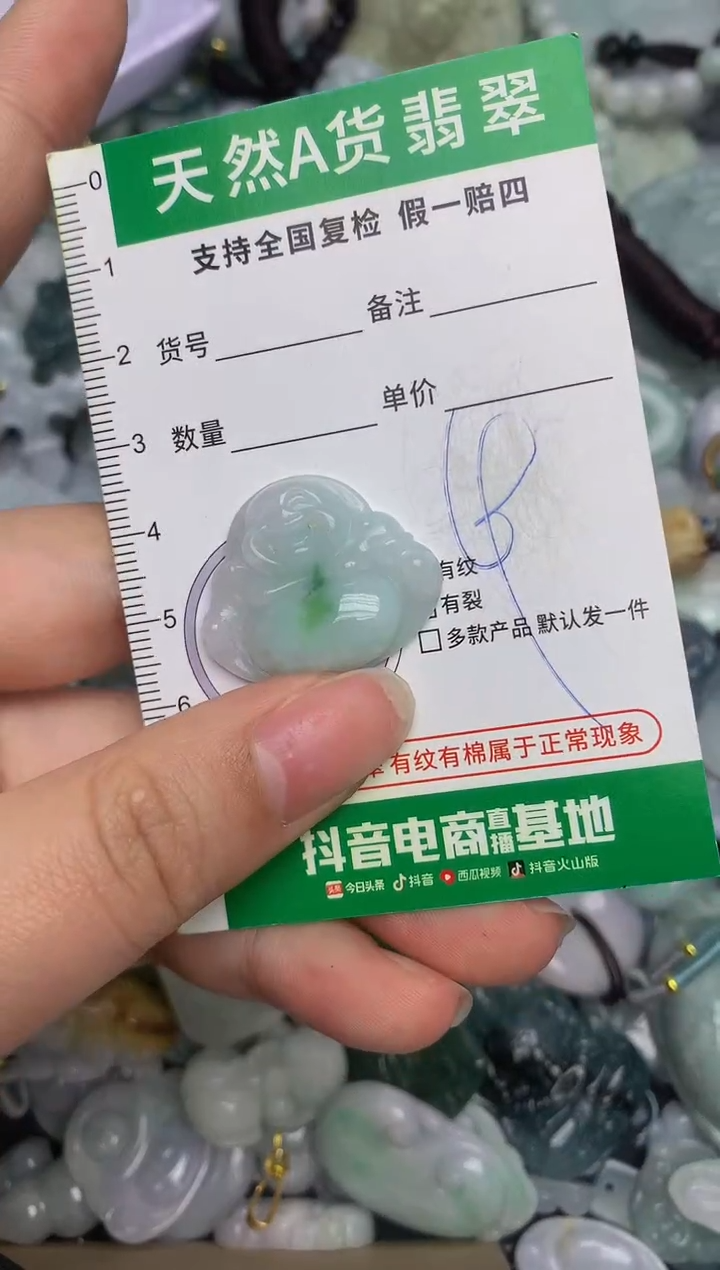 天然A货翡翠
支持全国复检 假一赔四
备注
货号
单价
数量
有纹
有裂
多款产品 默认发一件
有纹有棉属于正常现象
抖音电商直播基地
头条 今日头条 抖音 西瓜视频 抖音火山版
0
1
2
3
4
5
6